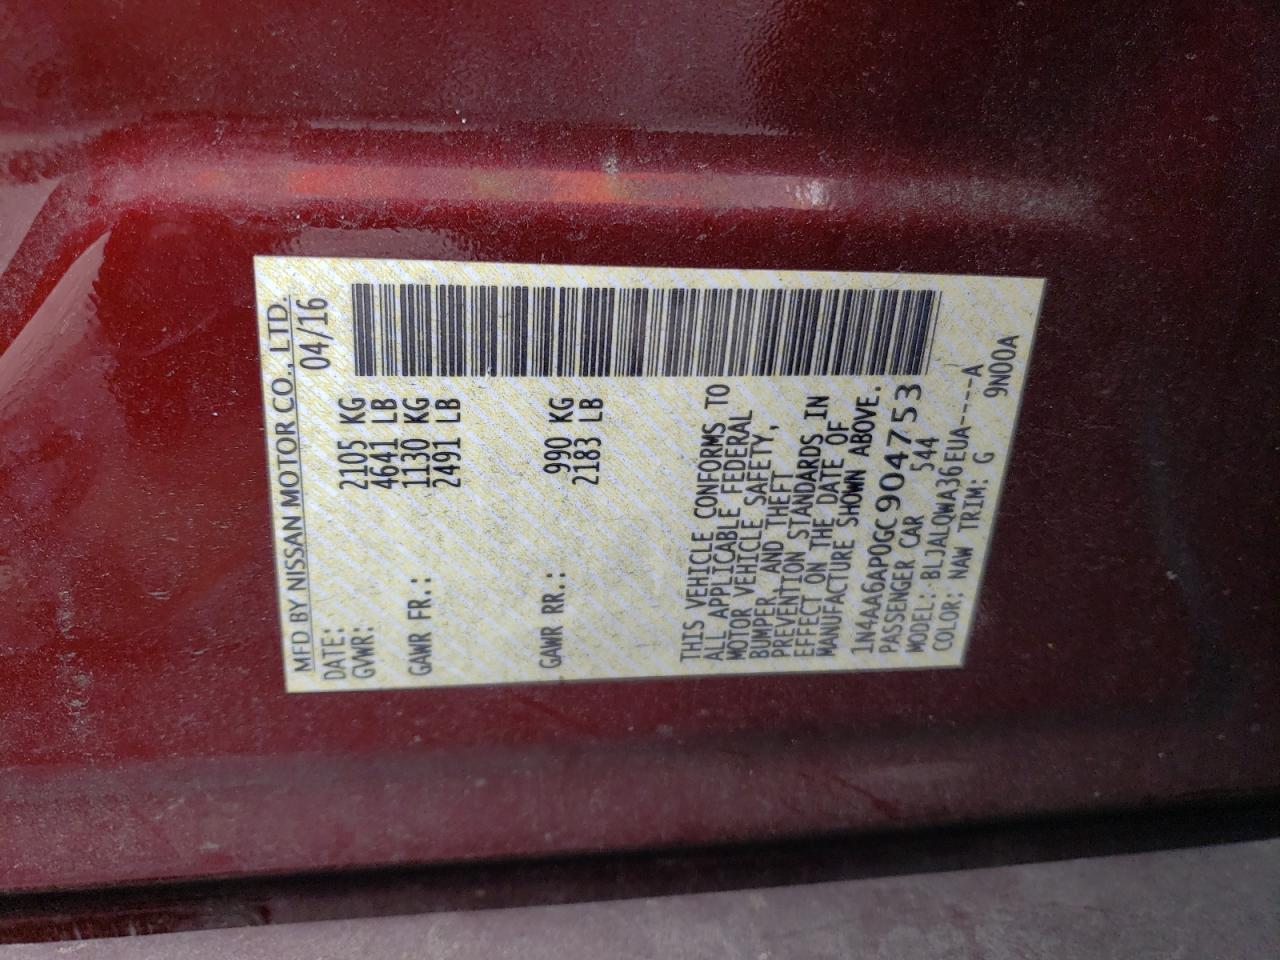 MFD BY NISSAN MOTOR CO., LTD.
DATE: 04/16
GVWR: 2105 KG
4641 LB
GAWR FR.: 1130 KG
2491 LB
GAWR RR.: 990 KG
2183 LB
THIS VEHICLE CONFORMS TO
ALL APPLICABLE FEDERAL
MOTOR VEHICLE SAFETY,
BUMPER, AND THEFT
PREVENTION STANDARDS IN
EFFECT ON THE DATE OF
MANUFACTURE SHOWN ABOVE.
1N4AA6AP0GC904753
PASSENGER CAR 544
MODEL: BLJALQWA36EUA----A
COLOR: NAW TRIM: G 9N00A